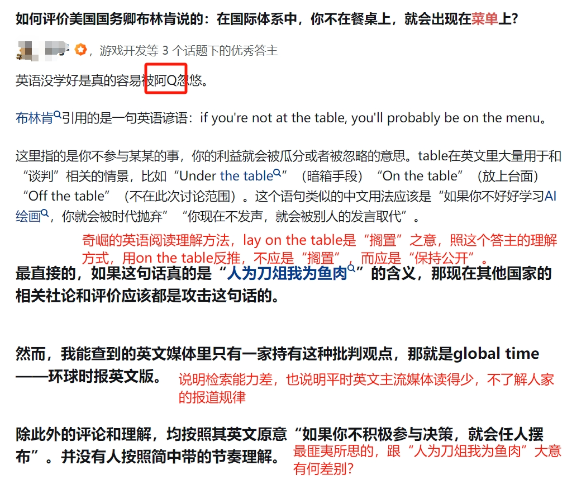 如何评价美国国务卿布林肯说的：在国际体系中，你不在餐桌上，就会出现在菜单上？
，游戏开发等 3 个话题下的优秀答主
英语没学好是真的容易被阿Q忽悠。
布林肯引用的是一句英语谚语：if you're not at the table, you'll probably be on the menu。
这里指的是你不参与某某的事，你的利益就会被瓜分或者被忽略的意思。table在英文里大量用于和
“谈判”相关的情景，比如“Under the table”（暗箱手段）“On the table”（放上台面）
“Off the table”（不在此次讨论范围）。这个语句类似的中文用法应该是“如果你不好好学习AI
绘画，你就会被时代抛弃”“你现在不发声，就会被别人的发言取代”。
奇崛的英语阅读理解方法，lay on the table是“搁置”之意，照这个答主的理解
方式，用on the table反推，不应是“搁置”，而应是“保持公开”。
最直接的，如果这句话真的是“人为刀俎我为鱼肉”的含义，那现在其他国家的
相关社论和评价应该都是攻击这句话的。
然而，我能查到的英文媒体里只有一家持有这种批判观点，那就是global time
——环球时报英文版。
说明检索能力差，也说明平时英文主流媒体读得少，不了解人家
的报道规律
除此外的评论和理解，均按照其英文原意“如果你不积极参与决策，就会任人摆
布”。并没有人按照简中带的节奏理解。
最匪夷所思的，跟“人为刀俎我为鱼肉”大意
有何差别？